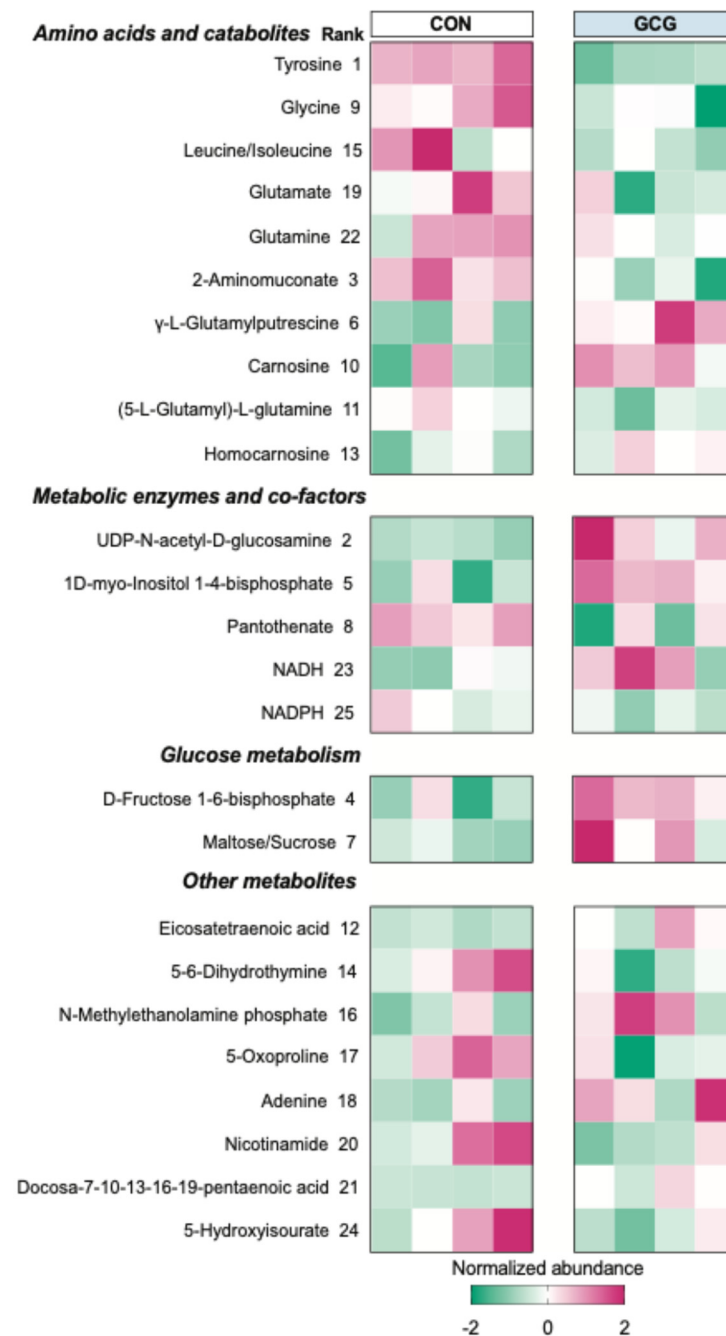 CON GCG
Amino acids and catabolites Rank
Tyrosine 1
Glycine 9
Leucine/Isoleucine 15
Glutamate 19
Glutamine 22
2-Aminomuconate 3
γ-L-Glutamylputrescine 6
Carnosine 10
(5-L-Glutamyl)-L-glutamine 11
Homocarnosine 13
Metabolic enzymes and co-factors
UDP-N-acetyl-D-glucosamine 2
1D-myo-Inositol 1-4-bisphosphate 5
Pantothenate 8
NADH 23
NADPH 25
Glucose metabolism
D-Fructose 1-6-bisphosphate 4
Maltose/Sucrose 7
Other metabolites
Eicosatetraenoic acid 12
5-6-Dihydrothymine 14
N-Methylethanolamine phosphate 16
5-Oxoproline 17
Adenine 18
Nicotinamide 20
Docosa-7-10-13-16-19-pentaenoic acid 21
5-Hydroxyisourate 24
Normalized abundance
-2 0 2